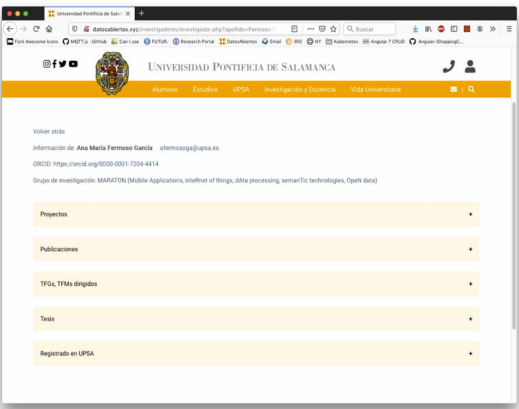 Universidad Pontificia de Salam
datosabiertos.xyz/investigadores/investigador.php?apellido=Fermoso
Buscar
Font Awesome Icons MQTT.js · GitHub Can I use FUTUR. Research Portal DatosAbiertos Email IRIS NY Kubernetes Angular 7 CRUD Angular-ShoppingC...
UNIVERSIDAD PONTIFICIA DE SALAMANCA
Alumnos Estudios UPSA Investigación y Docencia Vida Universitaria
Volver atrás
Información de: Ana María Fermoso García afermosoga@upsa.es
ORCID: https://orcid.org/0000-0001-7204-4414
Grupo de investigación: MARATON (Mobile Applications, inteRnet of things, dAta processing, semanTic technologies, OpeN data)
Proyectos +
Publicaciones +
TFGs, TFMs dirigidos +
Tesis +
Registrado en UPSA +